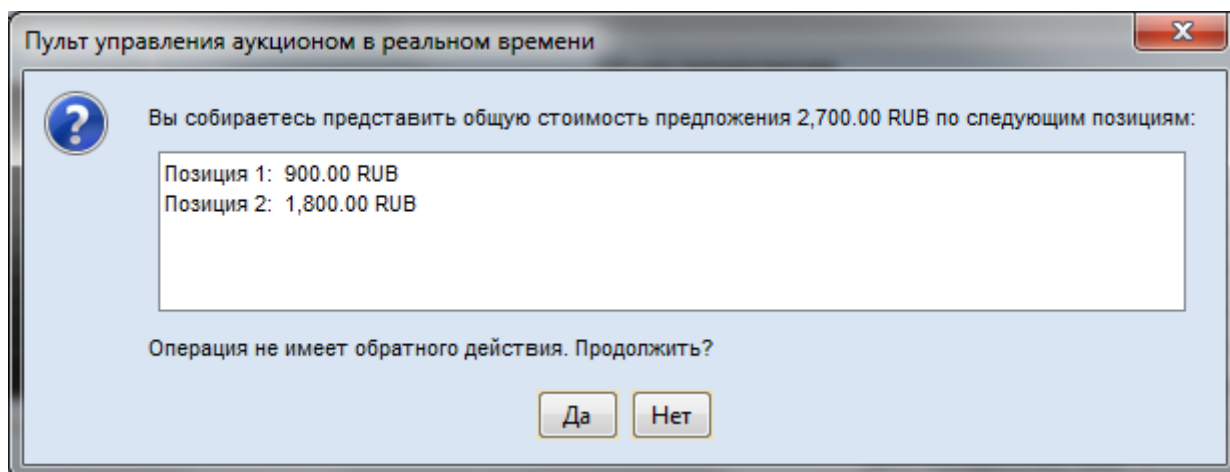 Пульт управления аукционом в реальном времени
Вы собираетесь представить общую стоимость предложения 2,700.00 RUB по следующим позициям:
Позиция 1:  900.00 RUB
Позиция 2:  1,800.00 RUB
Операция не имеет обратного действия. Продолжить?
Да Нет